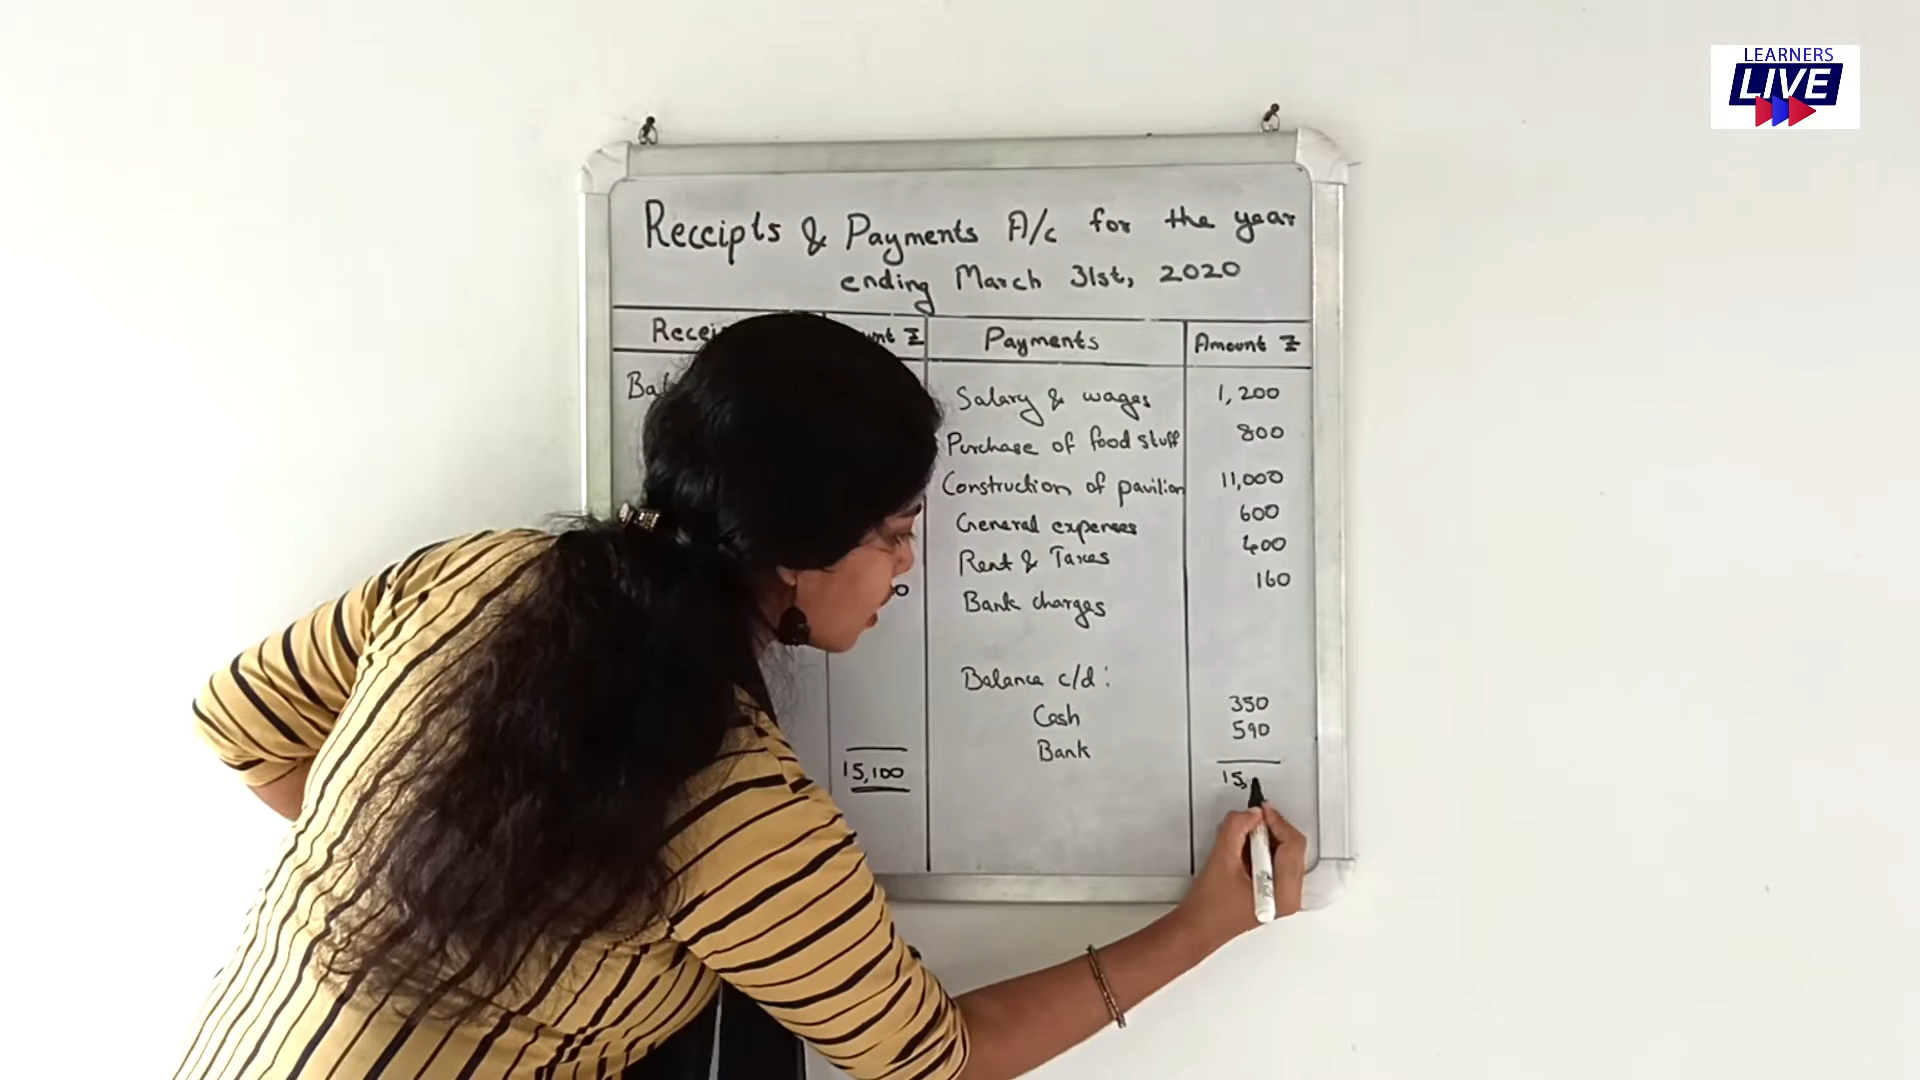 LEARNERS
LIVE
Receipts & Payments A/c for the year
ending March 31st, 2020
Payments
Amount ₹
Salary & wages 1,200
Purchase of food stuff 800
Construction of pavilion 11,000
General expenses 600
Rent & Taxes 400
Bank charges 160
Balance c/d:
Cash 350
Bank 590
15,100
15,